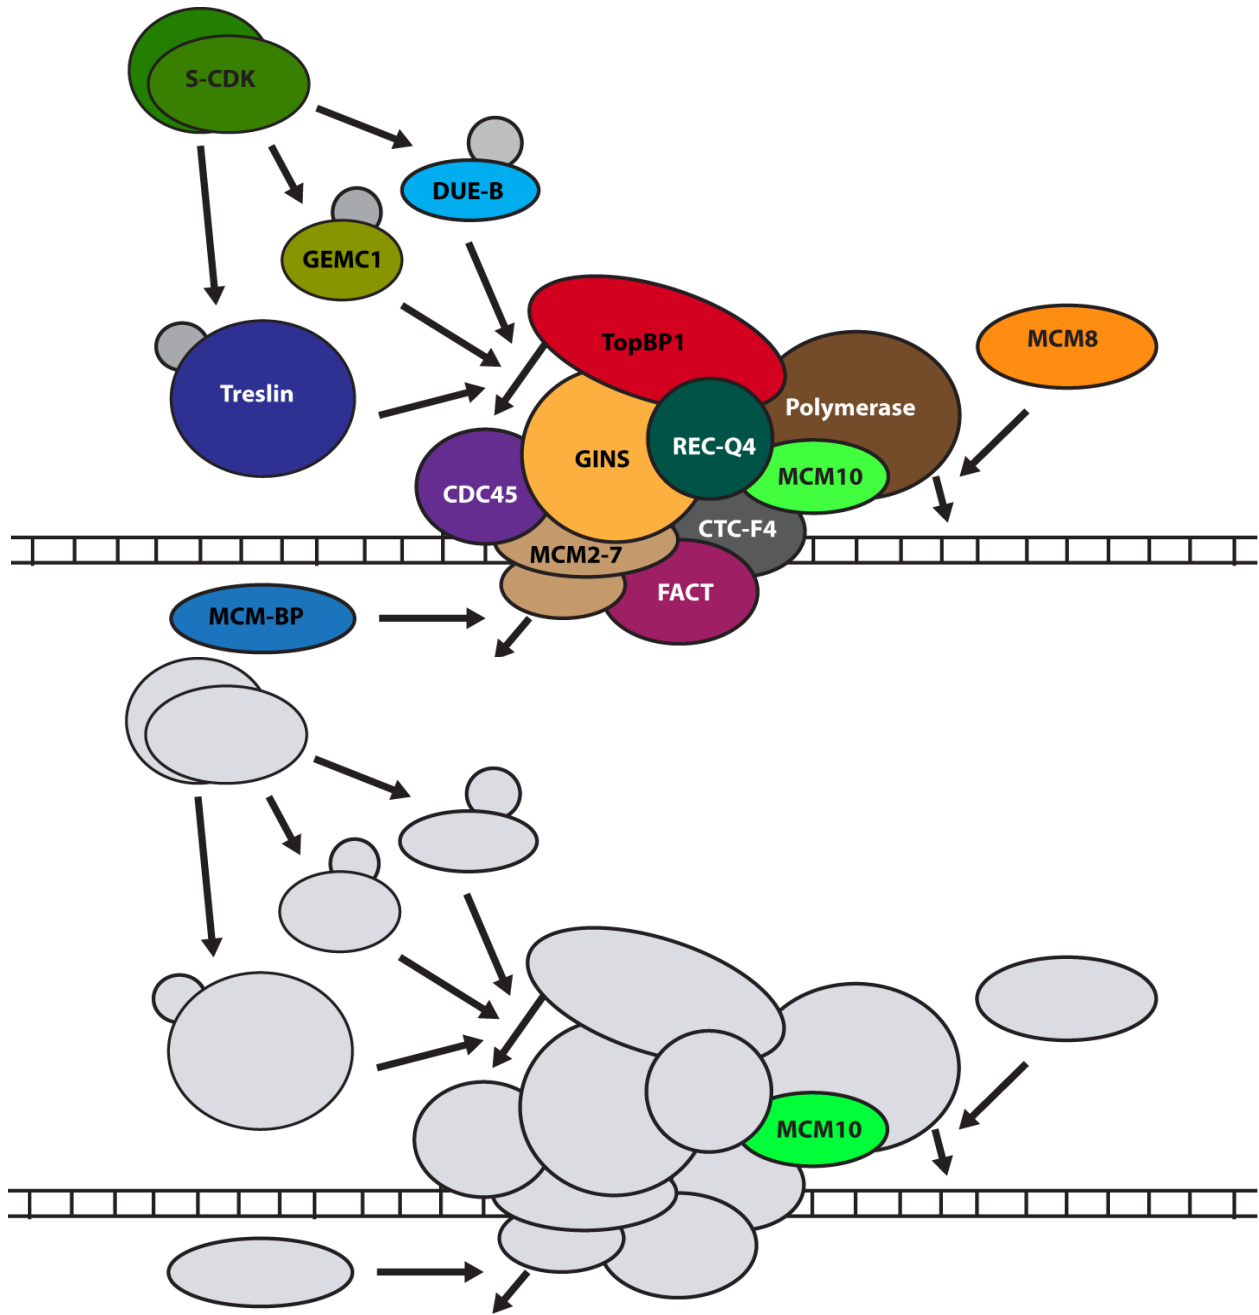 S-CDK
DUE-B
GEMC1
TopBP1
MCM8
Treslin
Polymerase
REC-Q4
GINS
MCM10
CDC45
CTC-F4
MCM2-7
FACT
MCM-BP
MCM10